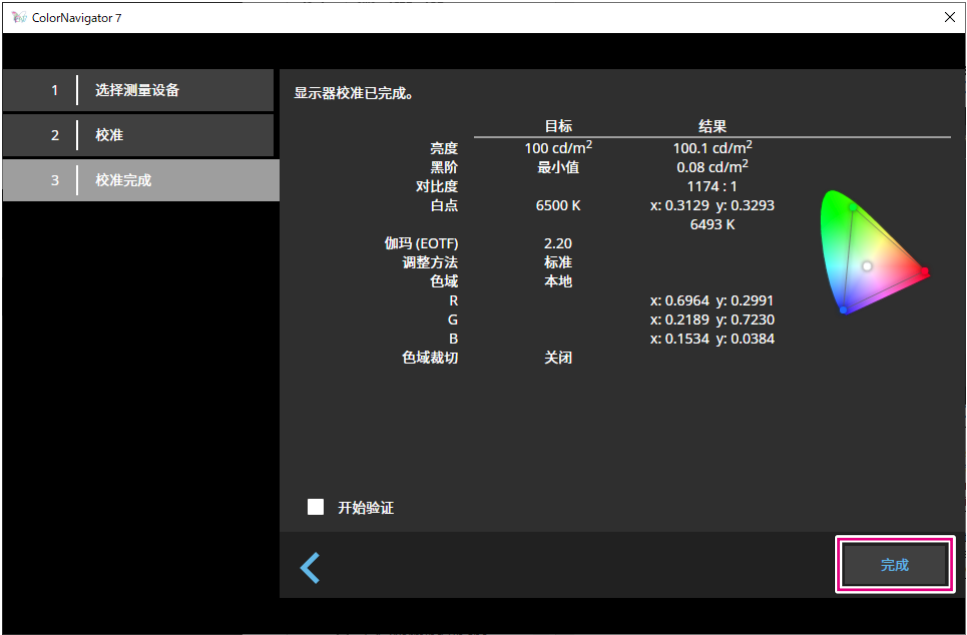 ColorNavigator 7
1 选择测量设备
2 校准
3 校准完成
显示器校准已完成。
目标 结果
亮度 100 cd/m² 100.1 cd/m²
黑阶 最小值 0.08 cd/m²
对比度 1174 : 1
白点 6500 K x: 0.3129 y: 0.3293
6493 K
伽玛 (EOTF) 2.20
调整方法 标准
色域 本地
R x: 0.6964 y: 0.2991
G x: 0.2189 y: 0.7230
B x: 0.1534 y: 0.0384
色域裁切 关闭
开始验证
完成